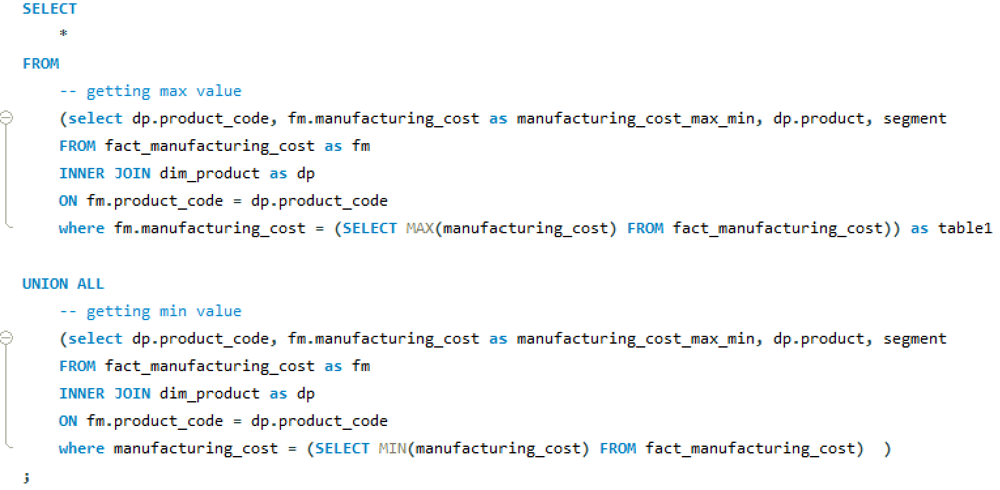 SELECT
*
FROM
-- getting max value
(select dp.product_code, fm.manufacturing_cost as manufacturing_cost_max_min, dp.product, segment
FROM fact_manufacturing_cost as fm
INNER JOIN dim_product as dp
ON fm.product_code = dp.product_code
where fm.manufacturing_cost = (SELECT MAX(manufacturing_cost) FROM fact_manufacturing_cost)) as table1
UNION ALL
-- getting min value
(select dp.product_code, fm.manufacturing_cost as manufacturing_cost_max_min, dp.product, segment
FROM fact_manufacturing_cost as fm
INNER JOIN dim_product as dp
ON fm.product_code = dp.product_code
where manufacturing_cost = (SELECT MIN(manufacturing_cost) FROM fact_manufacturing_cost)  )
;